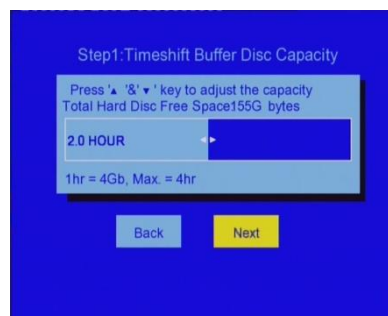 Step1:Timeshift Buffer Disc Capacity
Press '▲ '&' ▼ ' key to adjust the capacity
Total Hard Disc Free Space155G bytes
2.0 HOUR
1hr = 4Gb, Max. = 4hr
Back Next